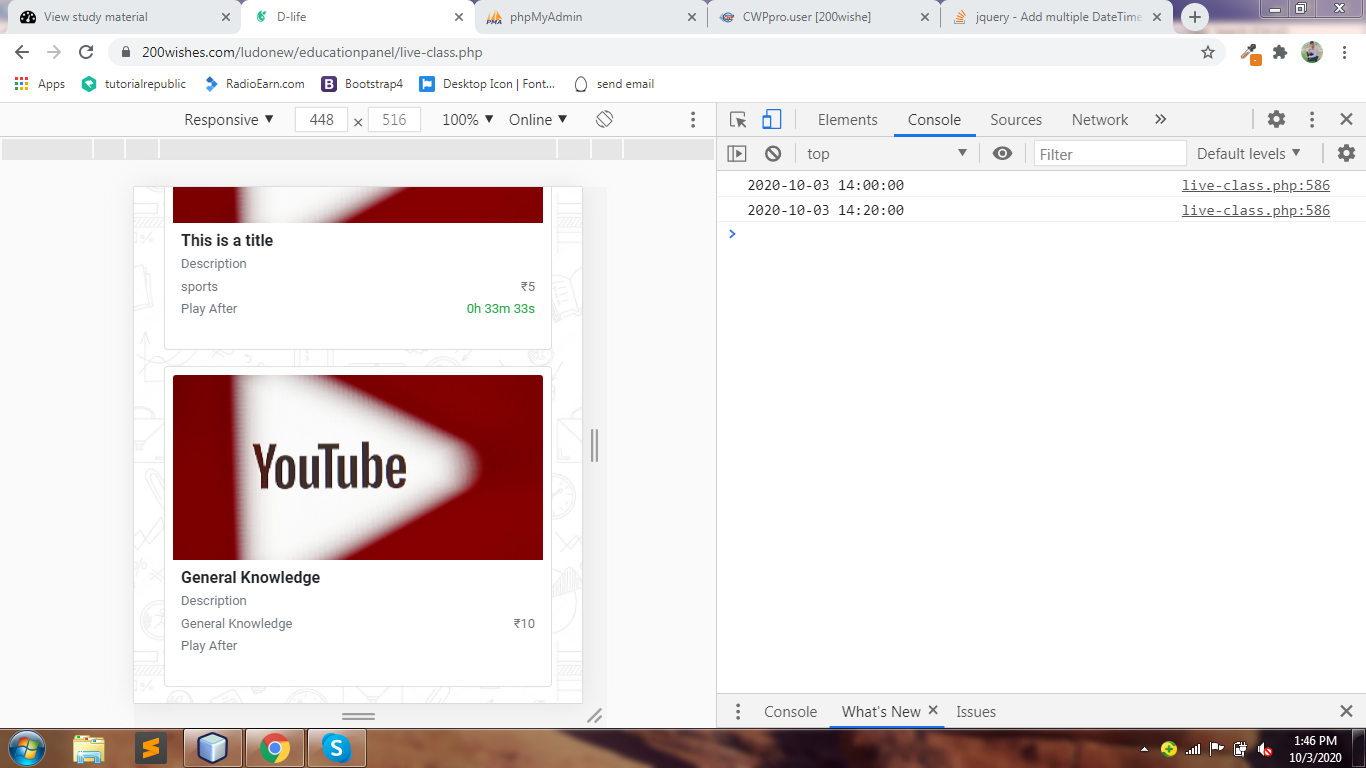 View study material
D-life
phpMyAdmin
CWPpro.user [200wishe]
jquery - Add multiple DateTime
200wishes.com/ludonew/educationpanel/live-class.php
Apps
tutorialrepublic
RadioEarn.com
Bootstrap4
Desktop Icon | Font...
send email
Responsive ▼ 448 × 516 100% ▼ Online ▼
Elements Console Sources Network »
top ▼ Filter Default levels ▼
2020-10-03 14:00:00 live-class.php:586
2020-10-03 14:20:00 live-class.php:586
This is a title
Description
sports ₹5
Play After 0h 33m 33s
YouTube
General Knowledge
Description
General Knowledge ₹10
Play After
Console What's New Issues
1:46 PM
10/3/2020